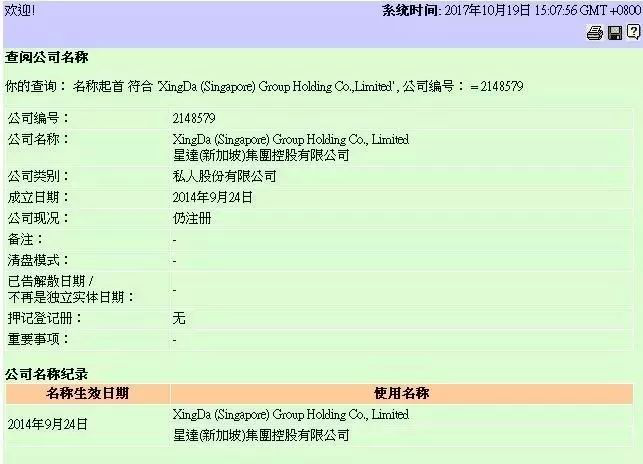 欢迎!
系统时间: 2017年10月19日 15:07:56 GMT +0800
查阅公司名称
你的查询： 名称起首 符合 'XingDa (Singapore) Group Holding Co.,Limited', 公司编号： = 2148579
公司编号： 2148579
公司名称： XingDa (Singapore) Group Holding Co., Limited
星達(新加坡)集團控股有限公司
公司类别： 私人股份有限公司
成立日期： 2014年9月24日
公司现况： 仍注册
备注： -
清盘模式： -
已告解散日期 /
不再是独立实体日期： -
押记登记册： 无
重要事项： -
公司名称纪录
名称生效日期 使用名称
2014年9月24日 XingDa (Singapore) Group Holding Co., Limited
星達(新加坡)集團控股有限公司